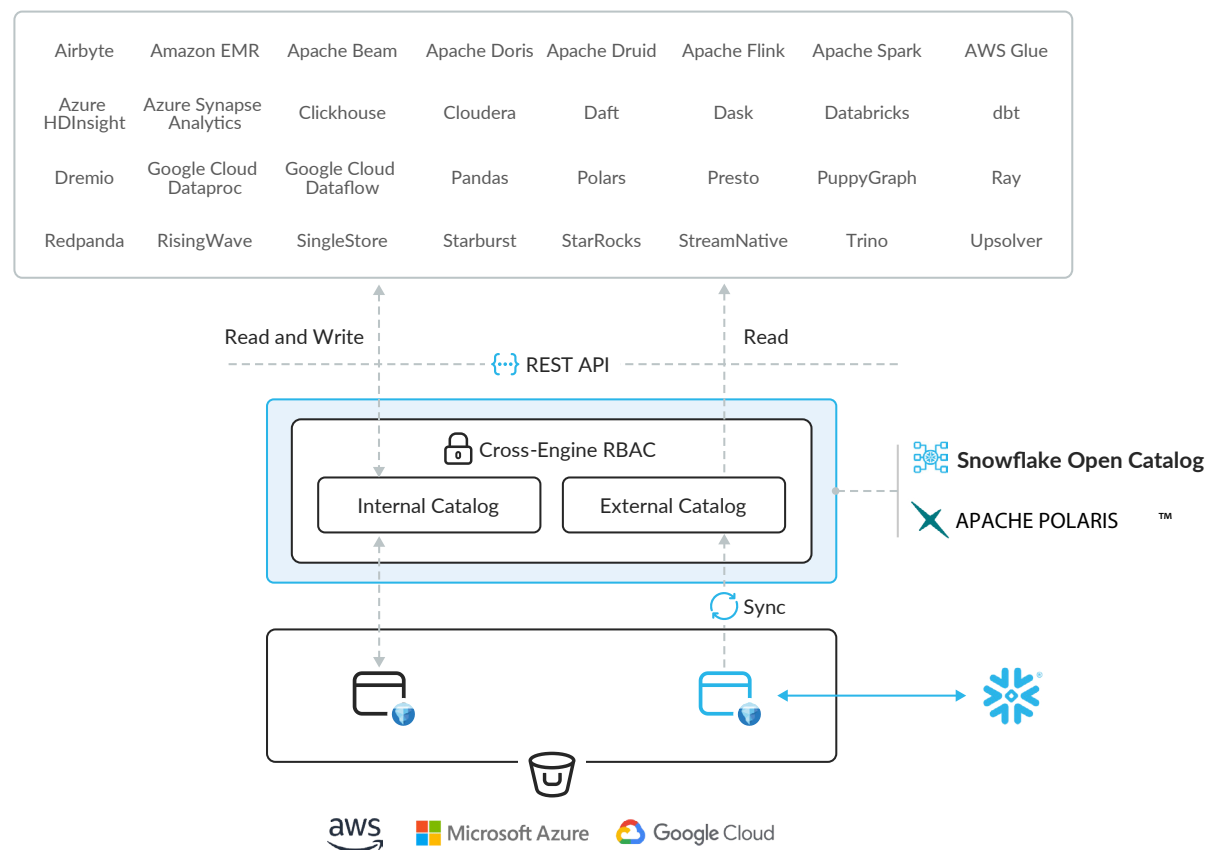 Airbyte Amazon EMR Apache Beam Apache Doris Apache Druid Apache Flink Apache Spark AWS Glue
Azure HDInsight Azure Synapse Analytics Clickhouse Cloudera Daft Dask Databricks dbt
Dremio Google Cloud Dataproc Google Cloud Dataflow Pandas Polars Presto PuppyGraph Ray
Redpanda RisingWave SingleStore Starburst StarRocks StreamNative Trino Upsolver
Read and Write Read
{···} REST API
Cross-Engine RBAC
Internal Catalog External Catalog
Snowflake Open Catalog
APACHE POLARIS ™
Sync
®
aws Microsoft Azure Google Cloud